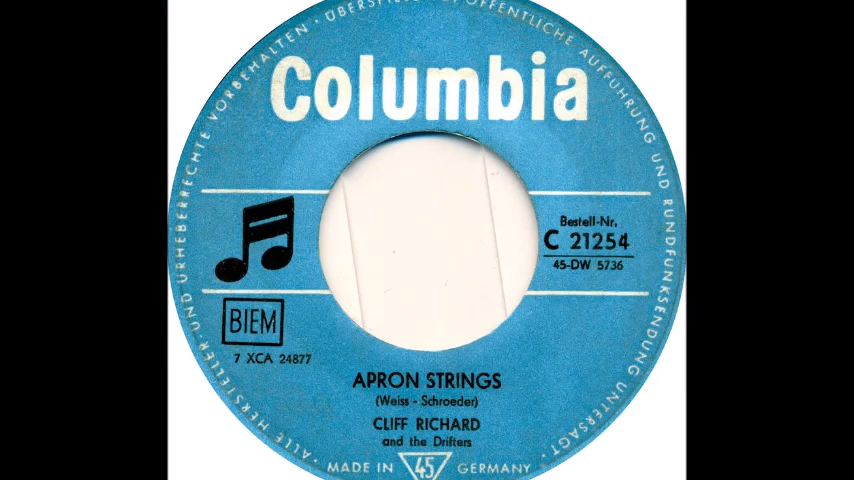 ALLE HERSTELLER UND URHEBERRECHTE VORBEHALTEN · ÜBERSPIELUNG ÖFFENTLICHE AUFFÜHRUNG UND RUNDFUNKSENDUNG UNTERSAGT ·
Columbia
Bestell-Nr.
C 21254
45-DW 5736
BIEM
7 XCA 24877
APRON STRINGS
(Weiss - Schroeder)
CLIFF RICHARD
and the Drifters
MADE IN 45 GERMANY